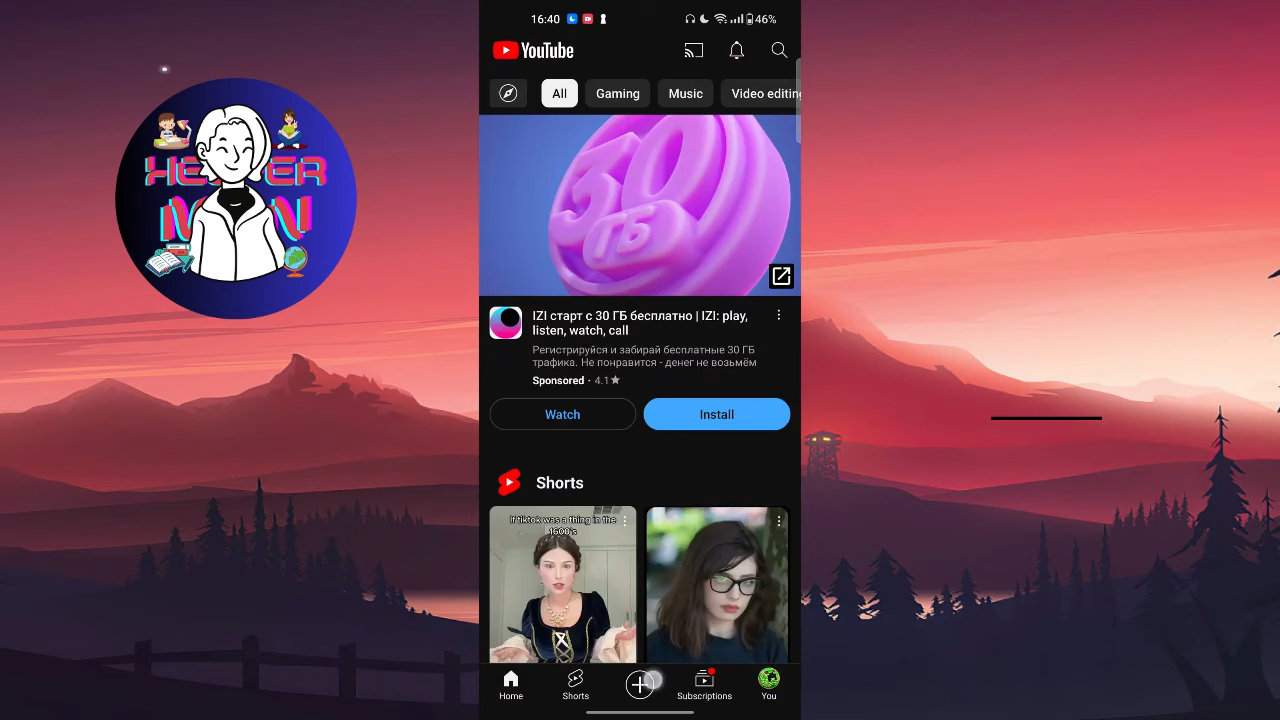 16:40
46%
YouTube
All
Gaming
Music
Video editing
30
ГБ
IZI старт с 30 ГБ бесплатно | IZI: play,
listen, watch, call
Регистрируйся и забирай бесплатные 30 ГБ
трафика. Не понравится - денег не возьмём
Sponsored · 4.1★
Watch
Install
Shorts
If tiktok was a thing in the
1600's
Home
Shorts
Subscriptions
You